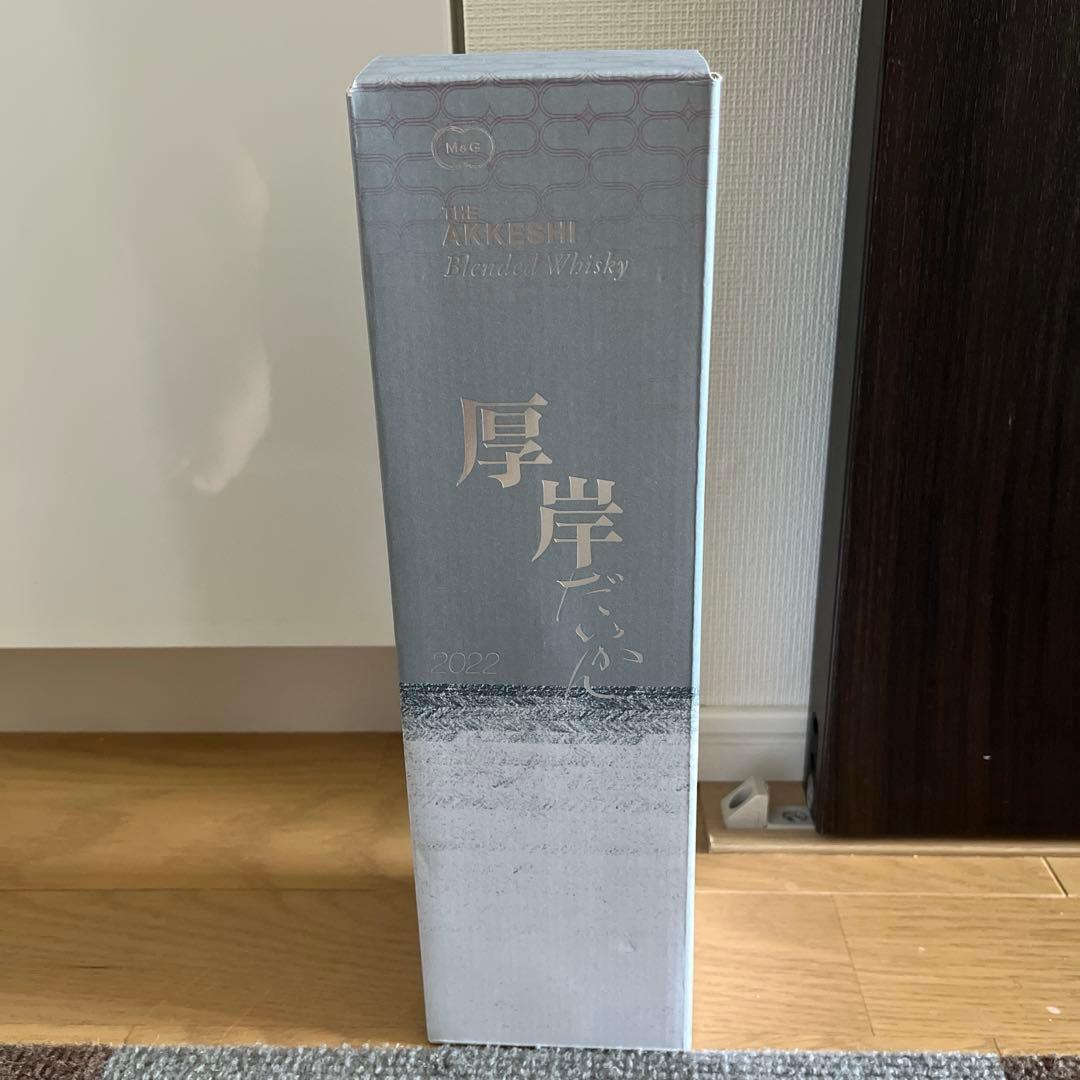 M&G
THE
AKKESHI
Blended Whisky
厚岸
だいかん
2022